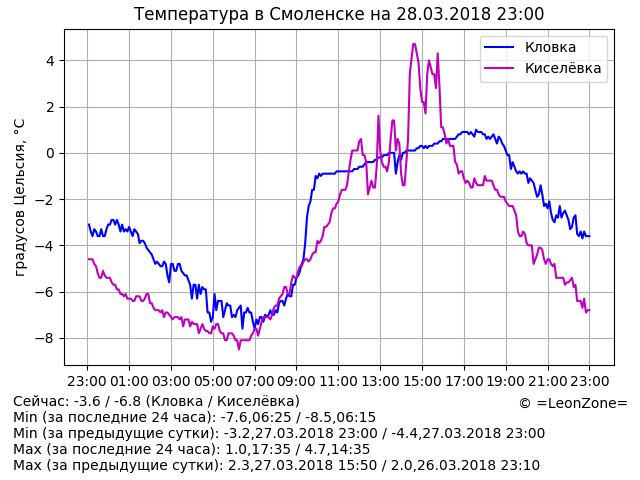 Температура в Смоленске на 28.03.2018 23:00
градусов Цельсия, °C
4
2
0
−2
−4
−6
−8
Кловка
Киселёвка
23:00 01:00 03:00 05:00 07:00 09:00 11:00 13:00 15:00 17:00 19:00 21:00 23:00
Сейчас: -3.6 / -6.8 (Кловка / Киселёвка)
© =LeonZone=
Min (за последние 24 часа): -7.6,06:25 / -8.5,06:15
Min (за предыдущие сутки): -3.2,27.03.2018 23:00 / -4.4,27.03.2018 23:00
Max (за последние 24 часа): 1.0,17:35 / 4.7,14:35
Max (за предыдущие сутки): 2.3,27.03.2018 15:50 / 2.0,26.03.2018 23:10